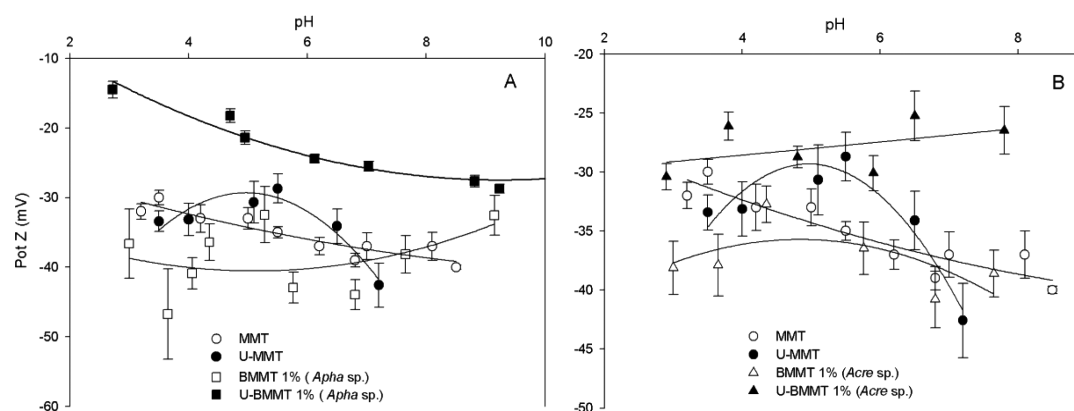 pH
2 4 6 8 10
-10
-20
-30
-40
-50
-60
Pot Z (mV)
A
MMT
U-MMT
BMMT 1% ( Apha sp.)
U-BMMT 1% ( Apha sp.)
pH
2 4 6 8
-20
-25
-30
-35
-40
-45
-50
B
MMT
U-MMT
BMMT 1% (Acre sp.)
U-BMMT 1% (Acre sp.)